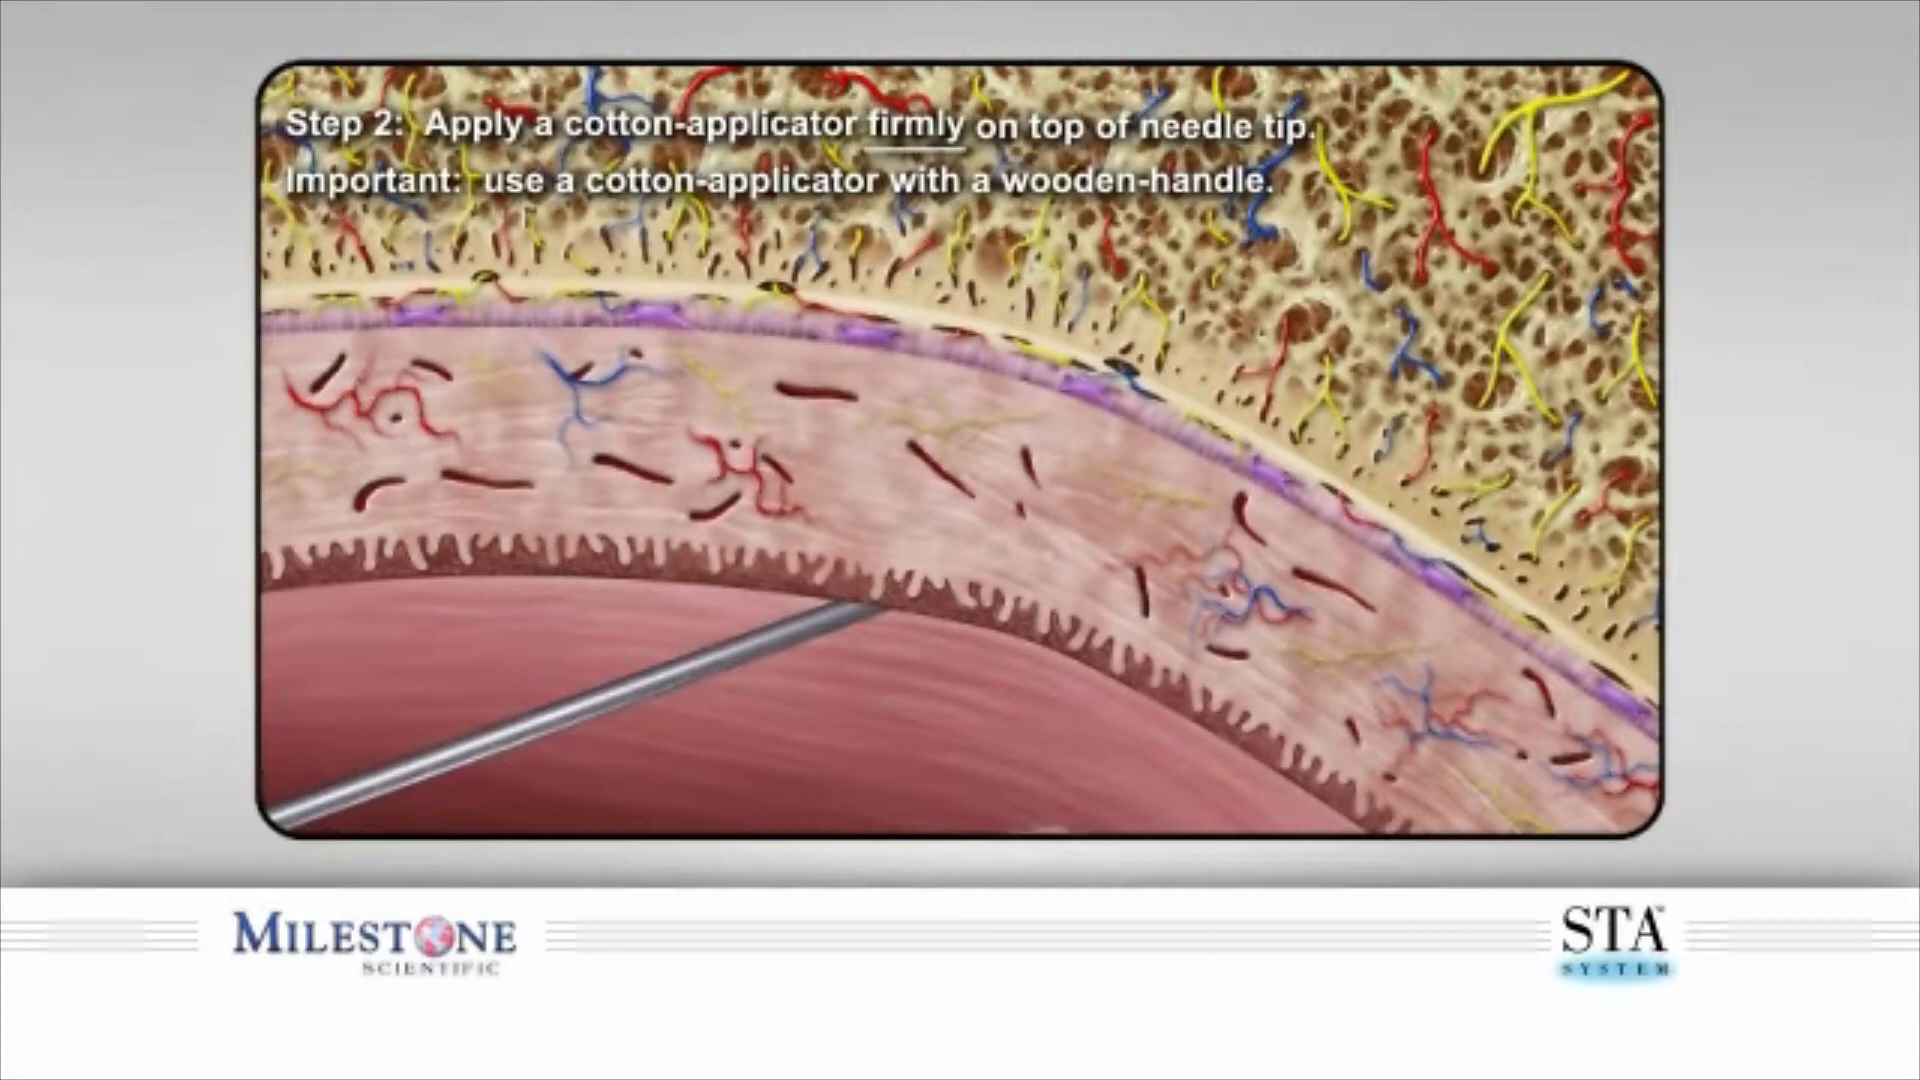 Step 2: Apply a cotton-applicator firmly on top of needle tip.
Important: use a cotton-applicator with a wooden-handle.
MILESTONE
SCIENTIFIC
STA™
SYSTEM